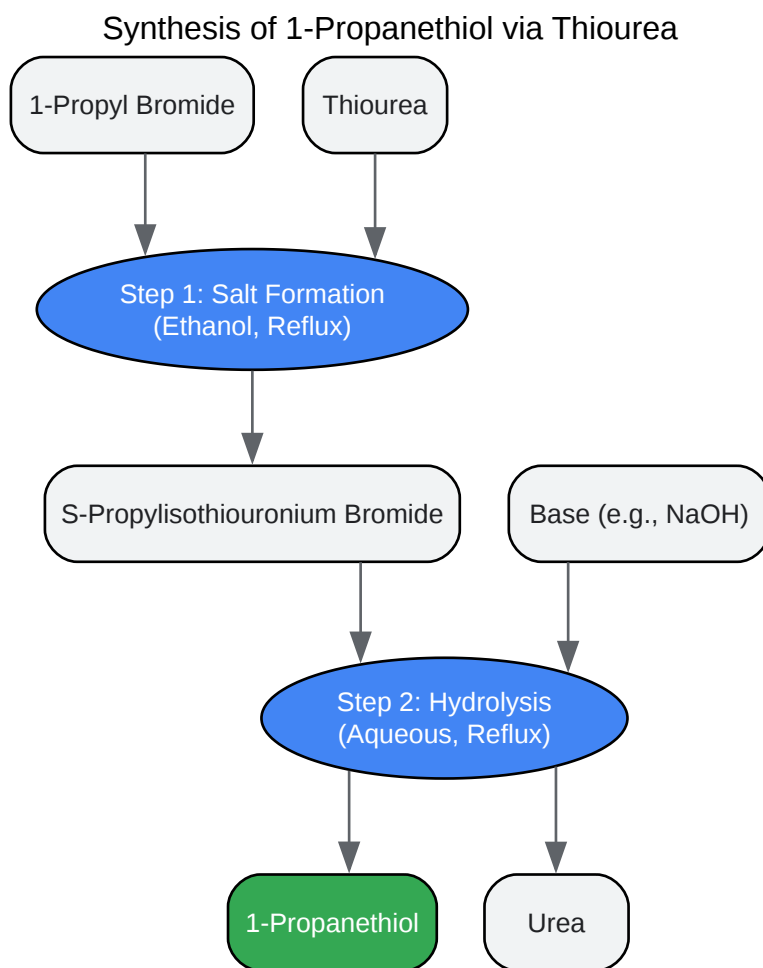 Synthesis of 1-Propanethiol via Thiourea
1-Propyl Bromide
Thiourea
Step 1: Salt Formation
(Ethanol, Reflux)
S-Propylisothiouronium Bromide
Base (e.g., NaOH)
Step 2: Hydrolysis
(Aqueous, Reflux)
1-Propanethiol
Urea